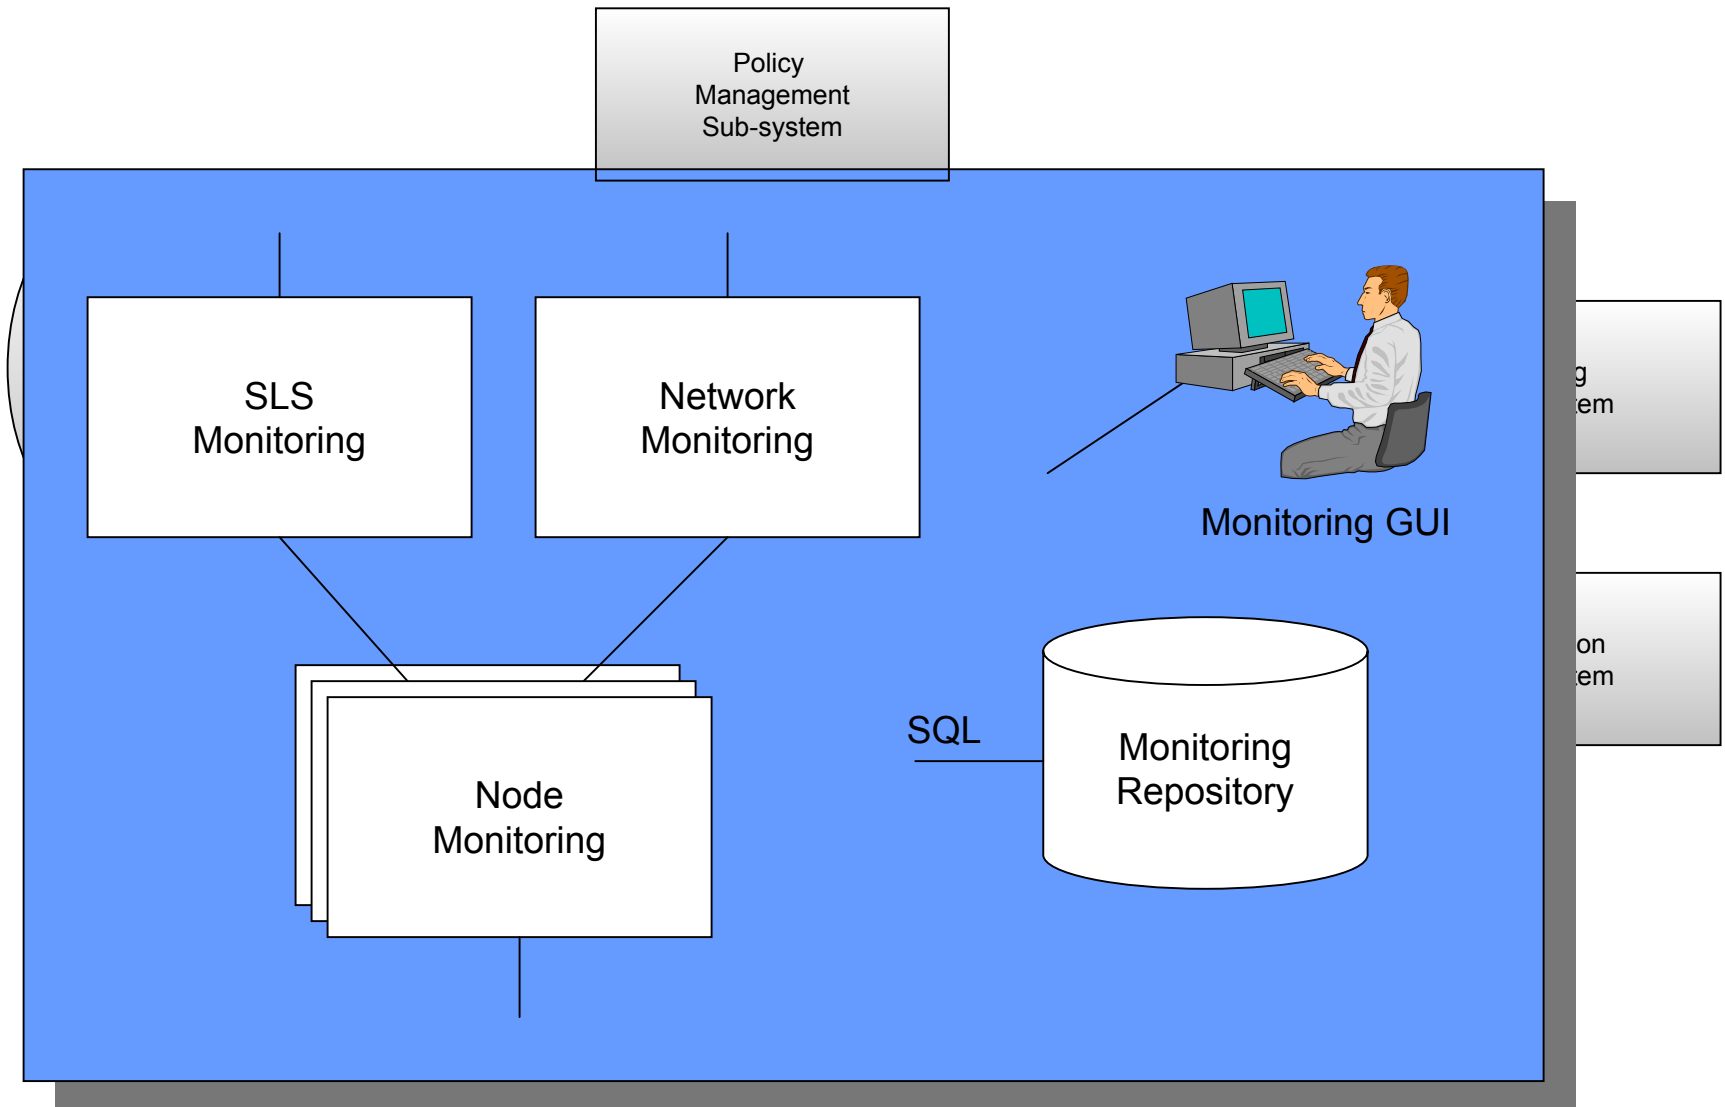 Policy
Management
Sub-system
SLS
Monitoring
Network
Monitoring
Monitoring GUI
SQL
Monitoring
Repository
Node
Monitoring